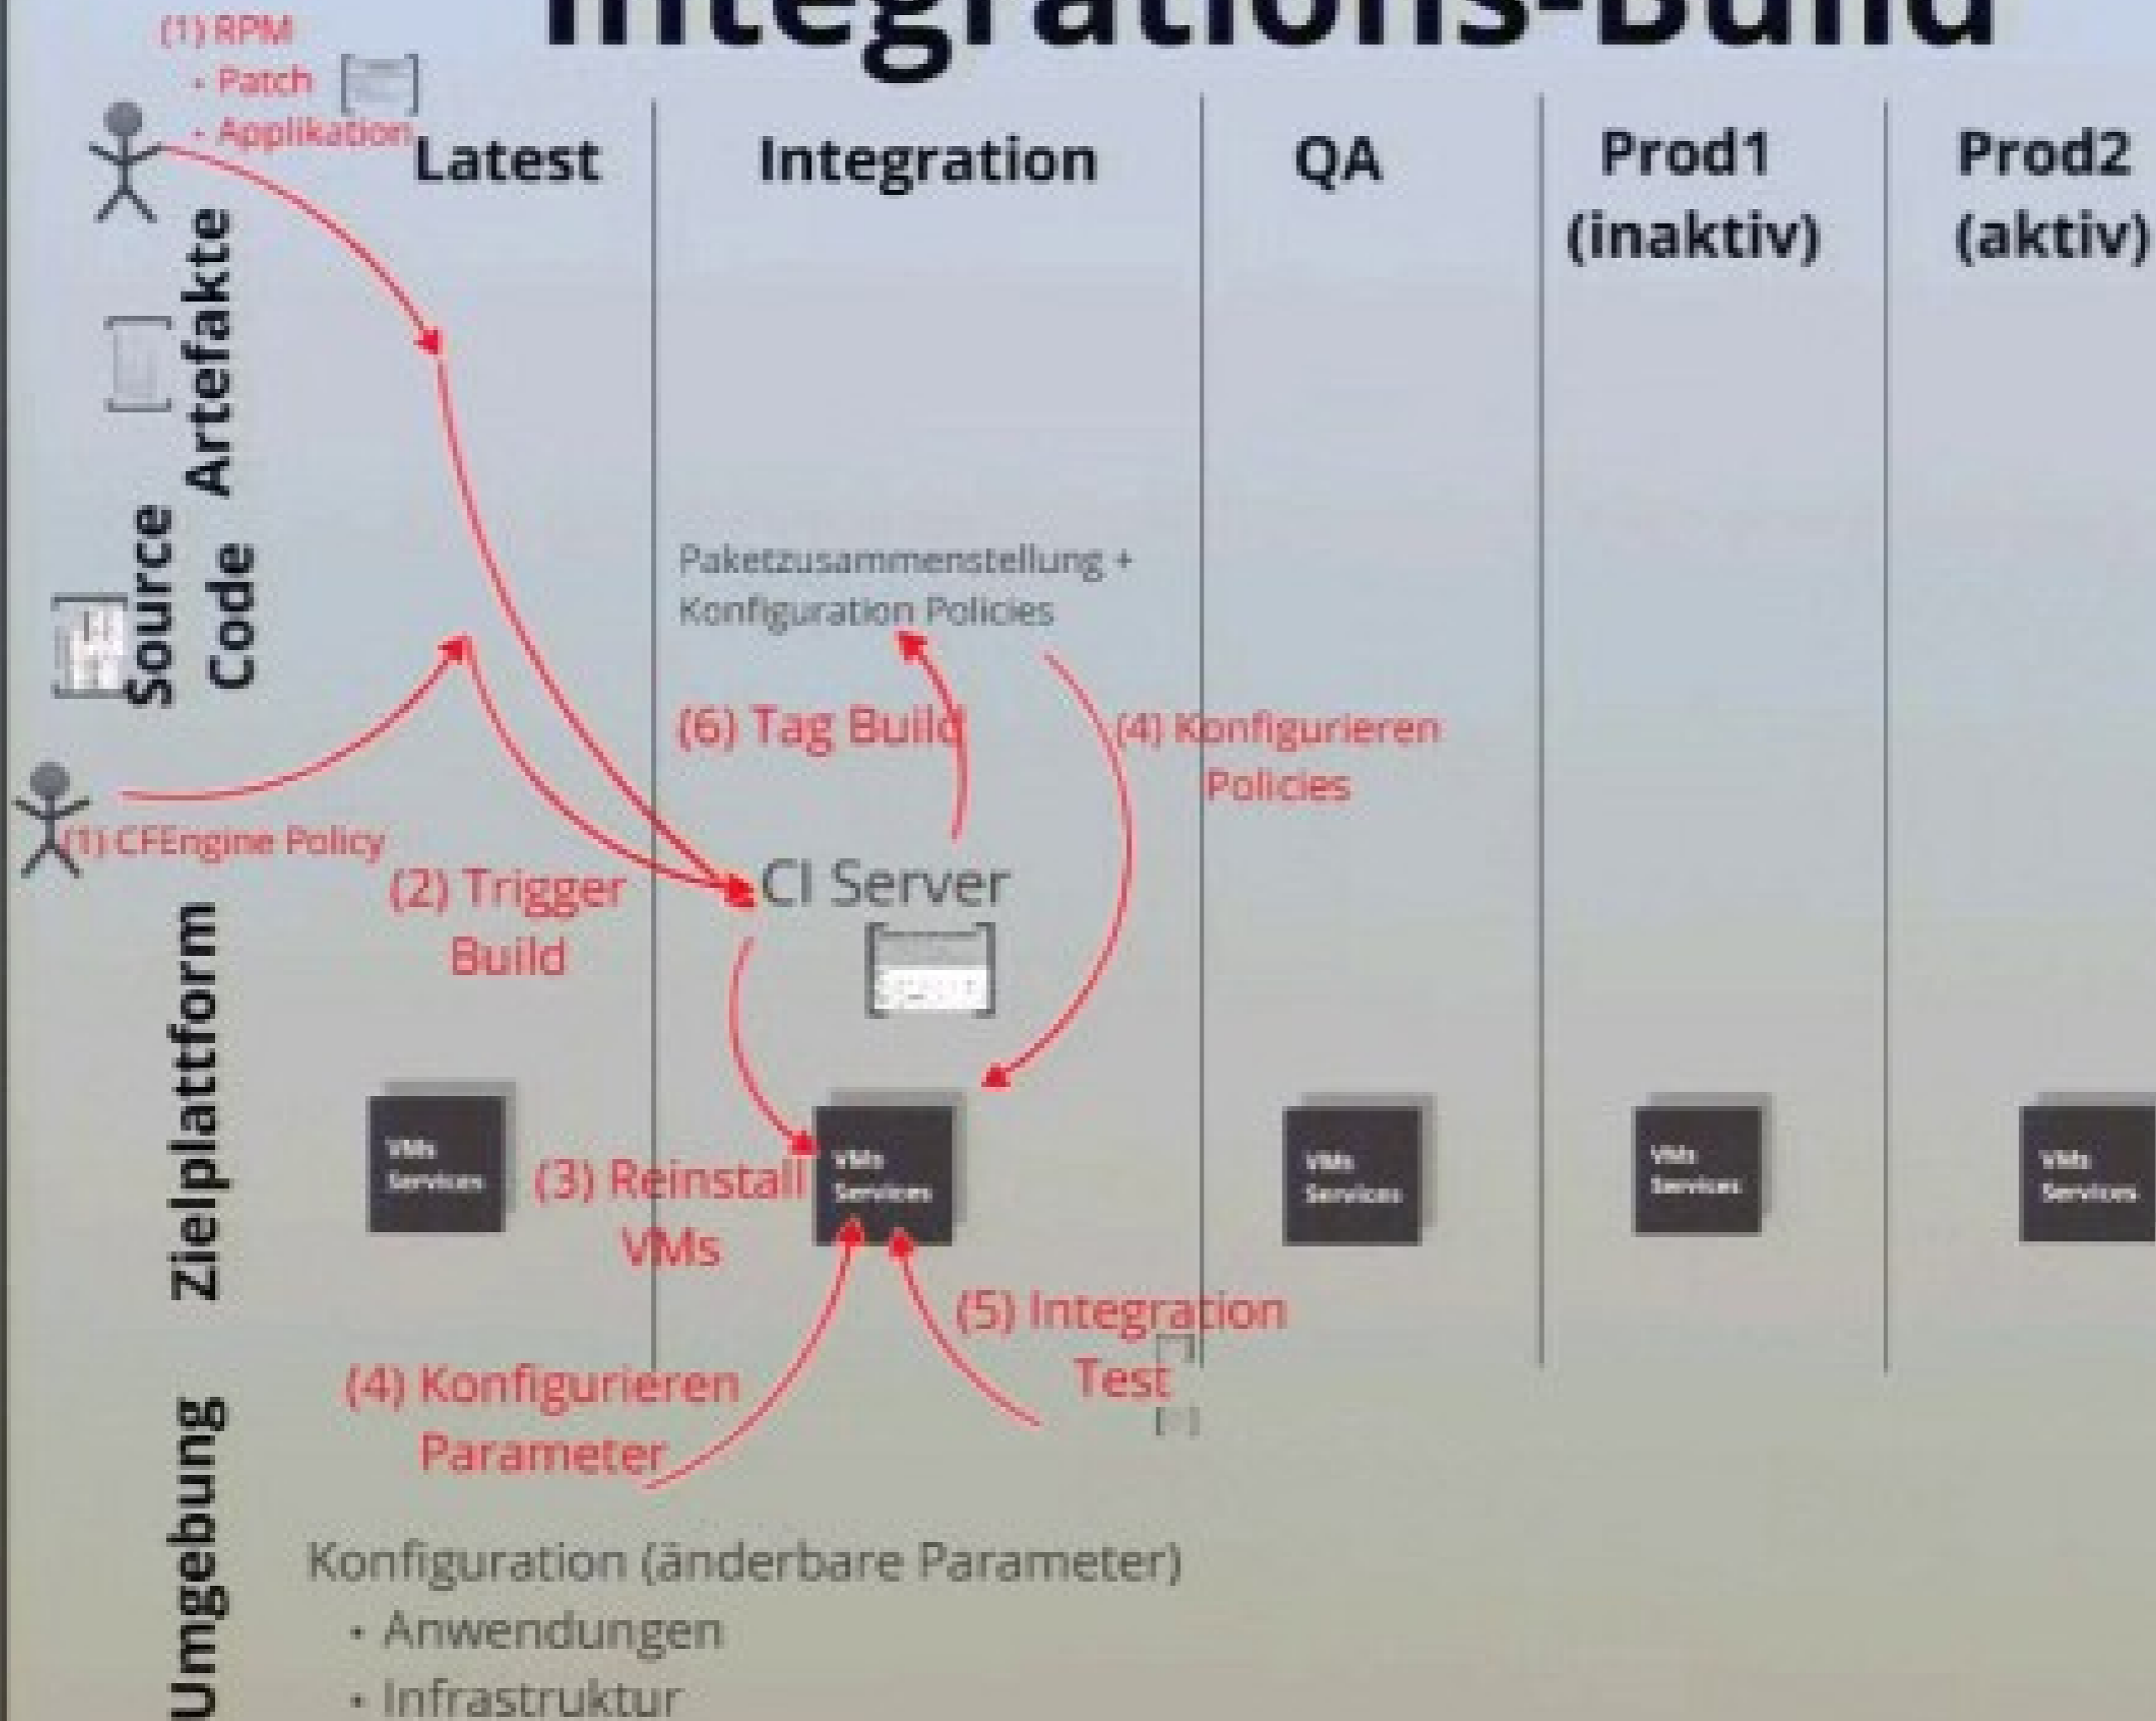 Integrations-Build
(1) RPM
• Patch
• Applikation
Latest
Integration
QA
Prod1
(inaktiv)
Prod2
(aktiv)
Artefakte
Source
Code
Paketzusammenstellung +
Konfiguration Policies
(6) Tag Build
(4) Konfigurieren
Policies
(1) CFEngine Policy
(2) Trigger
Build
CI Server
Zielplattform
VMs
Services
(3) Reinstall
VMs
VMs
Services
VMs
Services
VMs
Services
VMs
Services
(5) Integration
Test
(4) Konfigurieren
Parameter
Umgebung
Konfiguration (änderbare Parameter)
• Anwendungen
• Infrastruktur